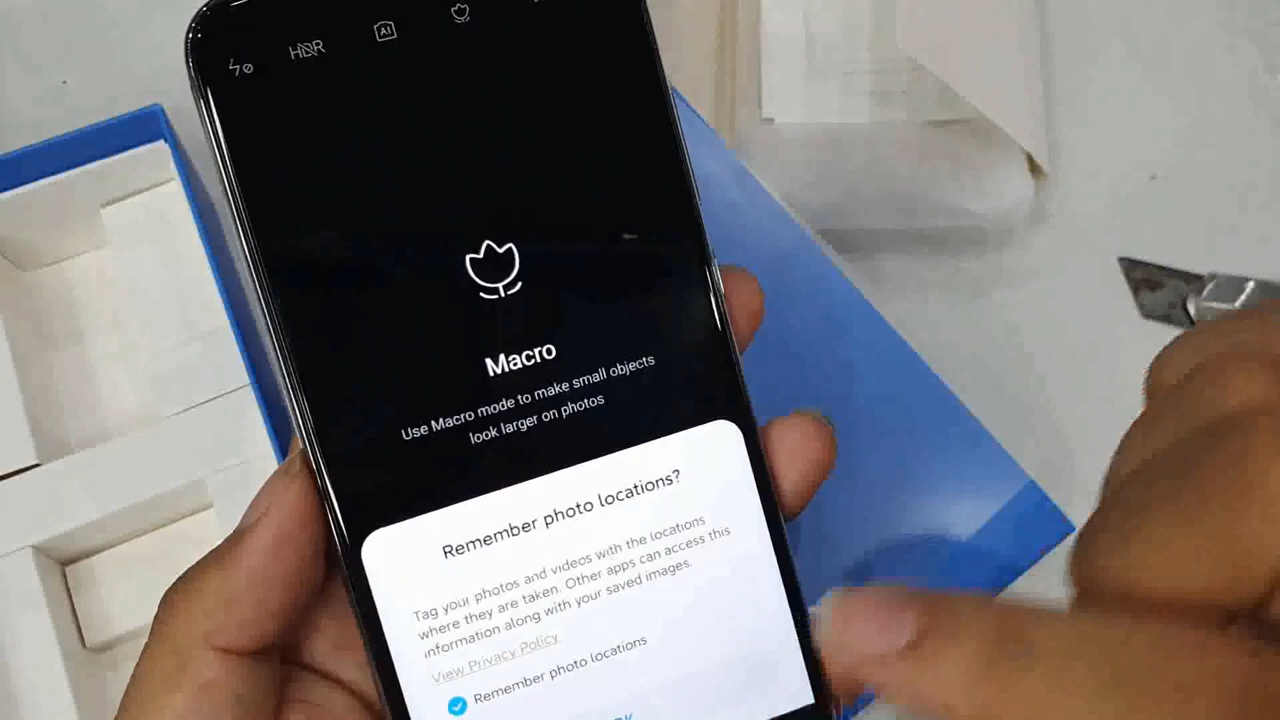 HDR
AI
Macro
Use Macro mode to make small objects
look larger on photos
Remember photo locations?
Tag your photos and videos with the locations
where they are taken. Other apps can access this
information along with your saved images.
View Privacy Policy
Remember photo locations
OK